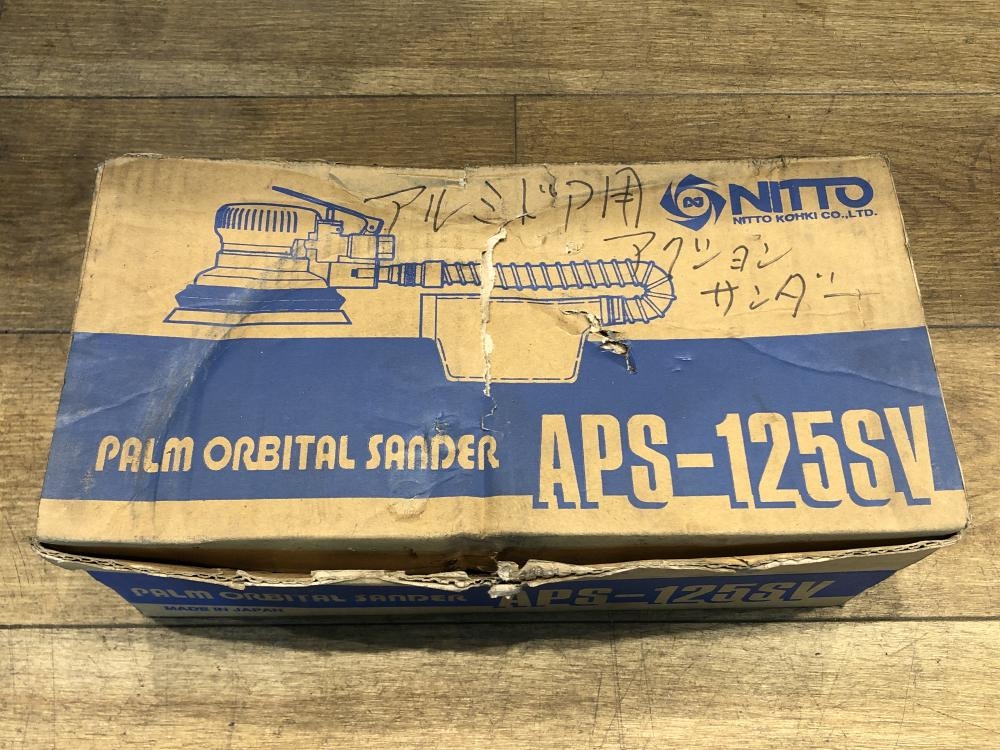 アルミドア用
NITTO
NITTO KOHKI CO.,LTD.
アクション
サンダー
PALM ORBITAL SANDER
APS-125SV
PALM ORBITAL SANDER
APS-125SV
MADE IN JAPAN